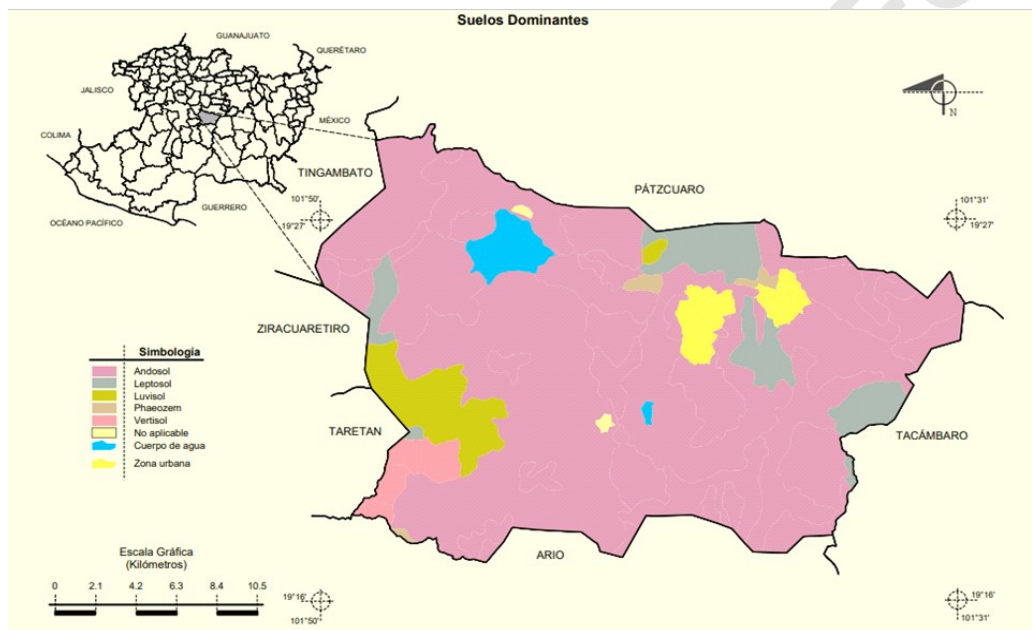 Suelos Dominantes
GUANAJUATO
QUERÉTARO
JALISCO
MÉXICO
COLIMA
GUERRERO
OCÉANO PACÍFICO
N
TINGAMBATO
PÁTZCUARO
101°50'
19°27'
101°31'
19°27'
ZIRACUARETIRO
TARETAN
TACÁMBARO
ARIO
Simbología
Andosol
Leptosol
Luvisol
Phaeozem
Vertisol
No aplicable
Cuerpo de agua
Zona urbana
Escala Gráfica
(Kilómetros)
0 2.1 4.2 6.3 8.4 10.5
19°16'
101°50'
19°16'
101°31'